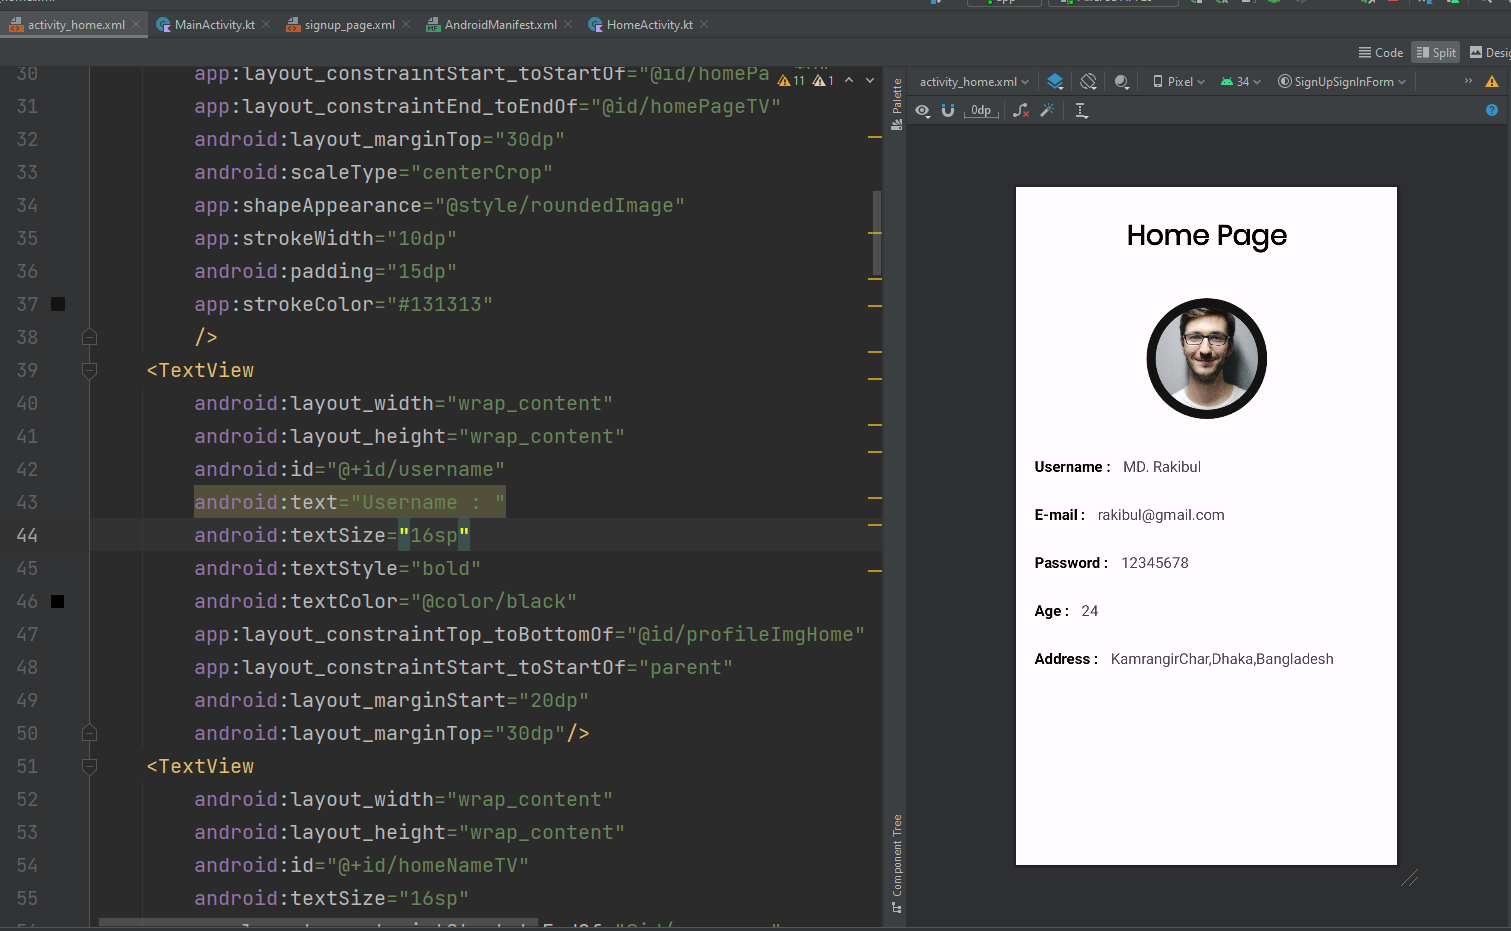 activity_home.xml MainActivity.kt signup_page.xml AndroidManifest.xml HomeActivity.kt
Code Split
30 app:layout_constraintStart_toStartOf="@id/homePa 11 1
31 app:layout_constraintEnd_toEndOf="@id/homePageTV"
32 android:layout_marginTop="30dp"
33 android:scaleType="centerCrop"
34 app:shapeAppearance="@style/roundedImage"
35 app:strokeWidth="10dp"
36 android:padding="15dp"
37 app:strokeColor="#131313"
38 />
39 <TextView
40 android:layout_width="wrap_content"
41 android:layout_height="wrap_content"
42 android:id="@+id/username"
43 android:text="Username : "
44 android:textSize="16sp"
45 android:textStyle="bold"
46 android:textColor="@color/black"
47 app:layout_constraintTop_toBottomOf="@id/profileImgHome"
48 app:layout_constraintStart_toStartOf="parent"
49 android:layout_marginStart="20dp"
50 android:layout_marginTop="30dp"/>
51 <TextView
52 android:layout_width="wrap_content"
53 android:layout_height="wrap_content"
54 android:id="@+id/homeNameTV"
55 android:textSize="16sp"
Palette
Component Tree
activity_home.xml Pixel 34 SignUpSignInForm »
0dp ?
Home Page
Username : MD. Rakibul
E-mail : rakibul@gmail.com
Password : 12345678
Age : 24
Address : KamrangirChar,Dhaka,Bangladesh